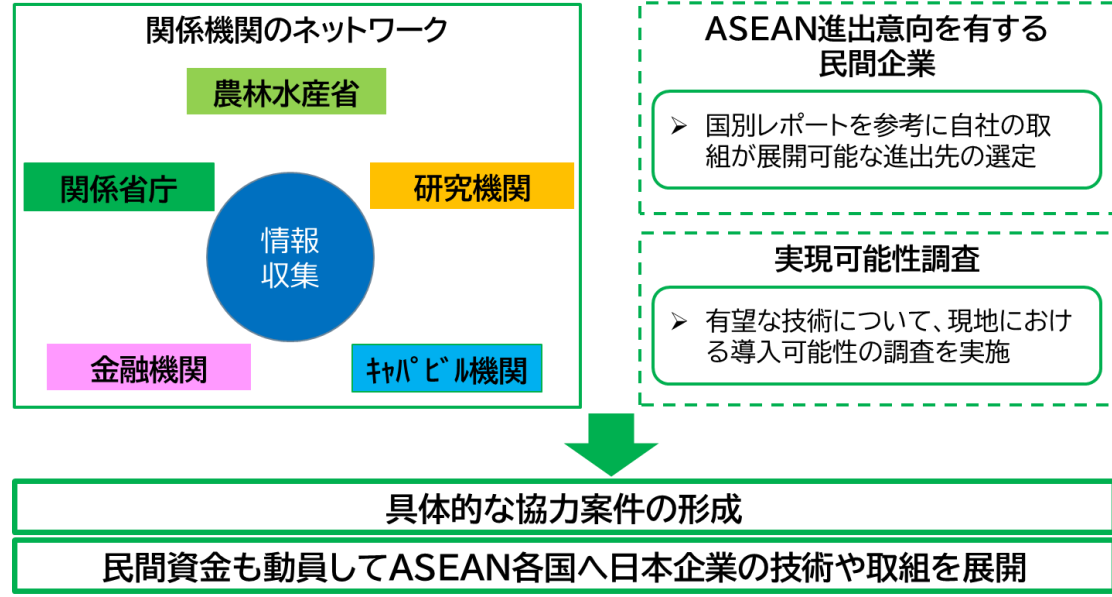 関係機関のネットワーク
農林水産省
関係省庁
研究機関
情報
収集
金融機関
ｷｬﾊﾟﾋﾞﾙ機関
ASEAN進出意向を有する
民間企業
➢ 国別レポートを参考に自社の取
組が展開可能な進出先の選定
実現可能性調査
➢ 有望な技術について、現地におけ
る導入可能性の調査を実施
具体的な協力案件の形成
民間資金も動員してASEAN各国へ日本企業の技術や取組を展開